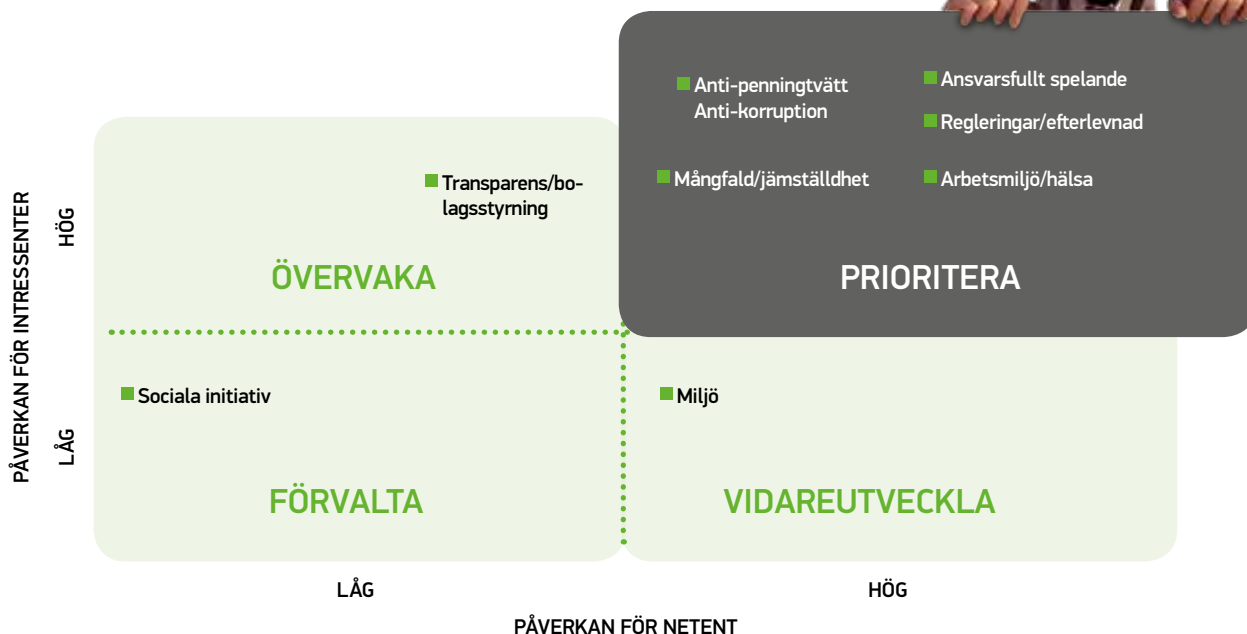 Anti-penningtvätt
Anti-korruption
Ansvarsfullt spelande
Regleringar/efterlevnad
Mångfald/jämställdhet
Arbetsmiljö/hälsa
PRIORITERA
Transparens/bo-
lagsstyrning
ÖVERVAKA
Sociala initiativ
FÖRVALTA
Miljö
VIDAREUTVECKLA
PÅVERKAN FÖR INTRESSENTER
HÖG
LÅG
LÅG
HÖG
PÅVERKAN FÖR NETENT